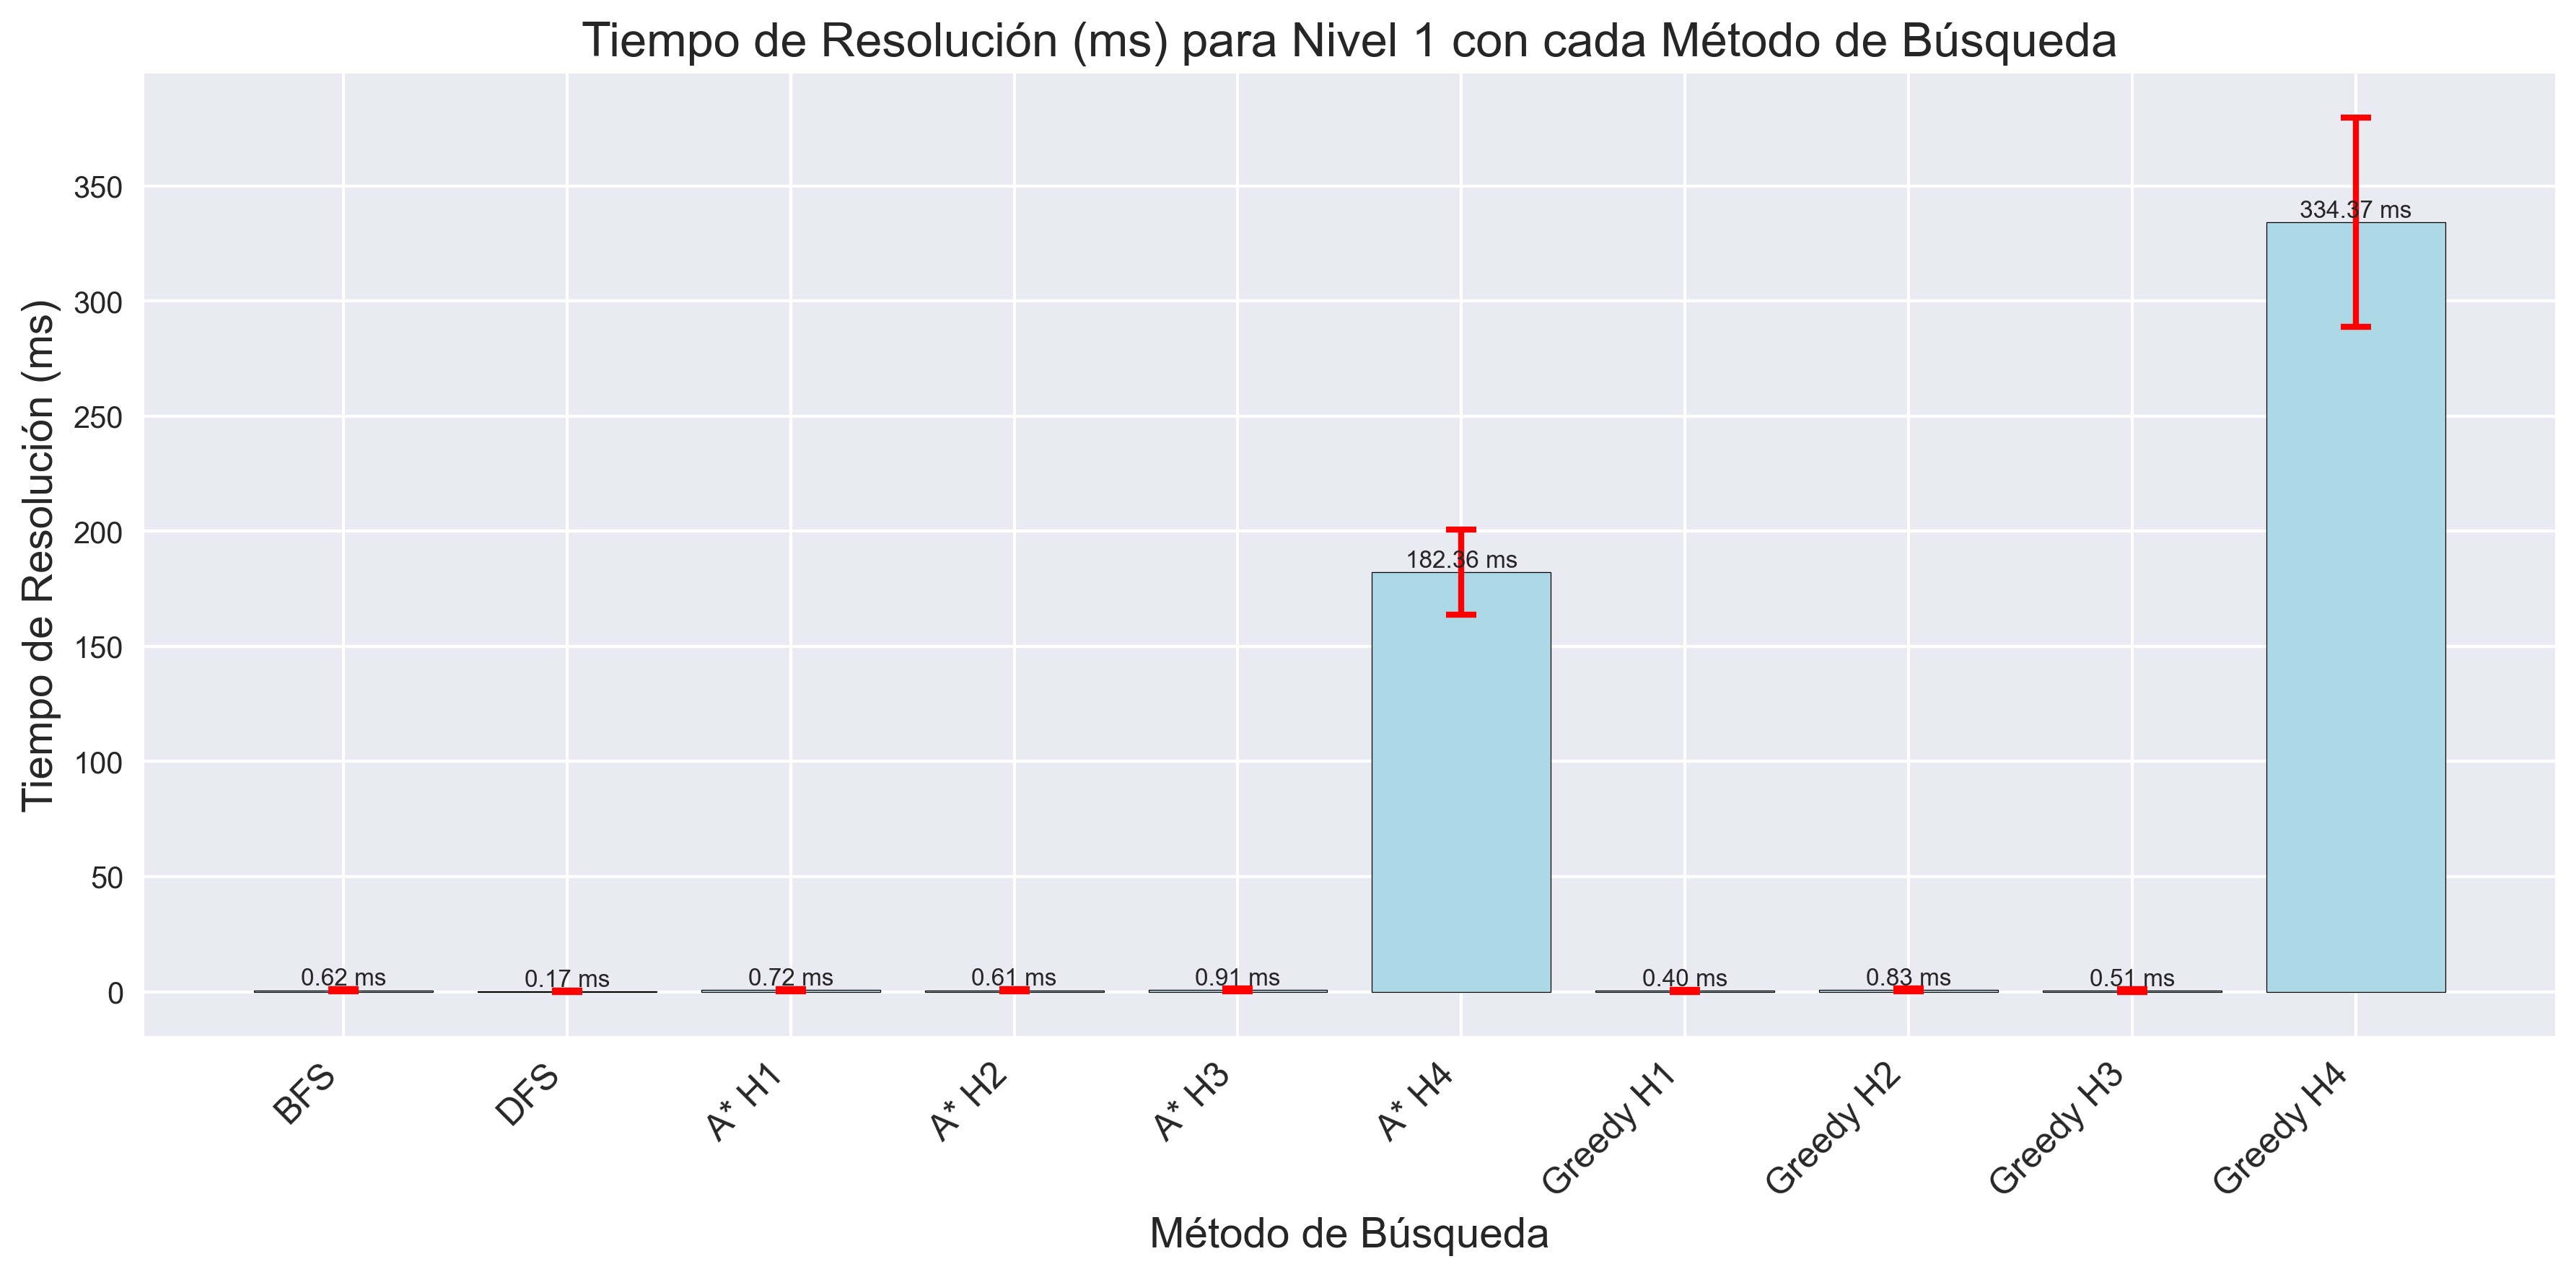 Tiempo de Resolución (ms) para Nivel 1 con cada Método de Búsqueda
Tiempo de Resolución (ms)
350
300
250
200
150
100
50
0
0.62 ms
0.17 ms
0.72 ms
0.61 ms
0.91 ms
182.36 ms
0.40 ms
0.83 ms
0.51 ms
334.37 ms
BFS
DFS
A* H1
A* H2
A* H3
A* H4
Greedy H1
Greedy H2
Greedy H3
Greedy H4
Método de Búsqueda